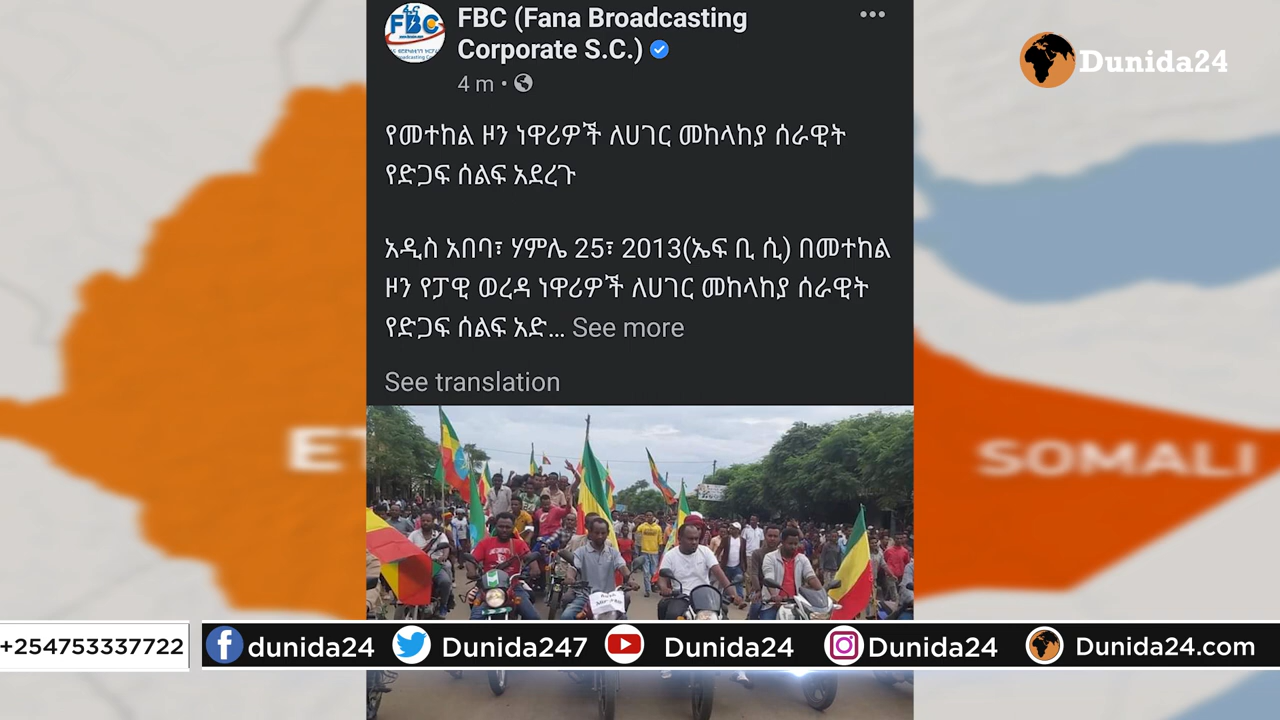 FBC (Fana Broadcasting
Corporate S.C.)
4 m
የመተከል ዞን ነዋሪዎች ለሀገር መከላከያ ሰራዊት
የድጋፍ ሰልፍ አደረጉ
አዲስ አበባ፣ ሃምሌ 25፣ 2013(ኤፍ ቢ ሲ) በመተከል
ዞን የፓዊ ወረዳ ነዋሪዎች ለሀገር መከላከያ ሰራዊት
የድጋፍ ሰልፍ አድ... See more
See translation
FBC
Dunida24
ET
SOMALI
+254753337722
dunida24
Dunida247
Dunida24
Dunida24
Dunida24.com